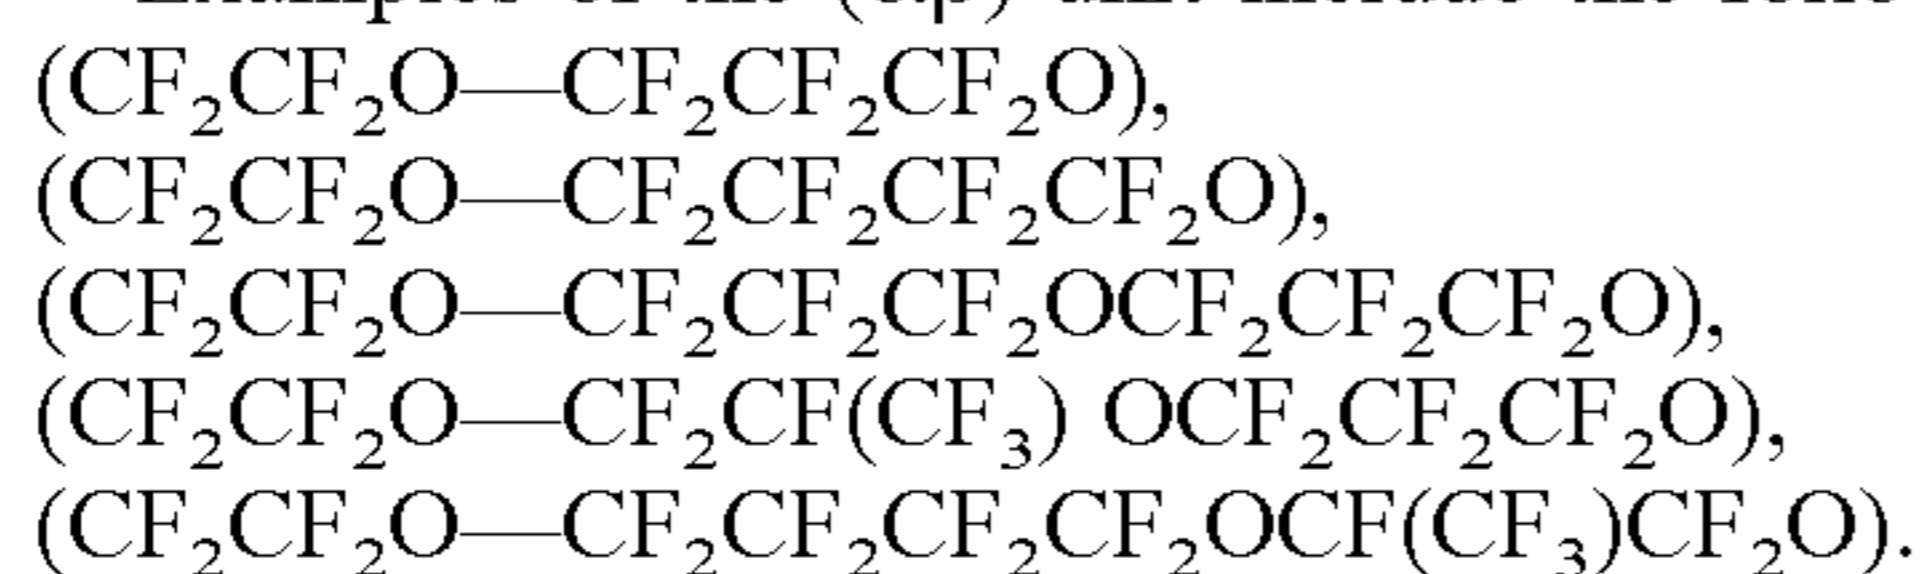 (CF₂CF₂O—CF₂CF₂CF₂O),
(CF₂CF₂O—CF₂CF₂CF₂CF₂O),
(CF₂CF₂O—CF₂CF₂CF₂OCF₂CF₂CF₂O),
(CF₂CF₂O—CF₂CF(CF₃) OCF₂CF₂CF₂O),
(CF₂CF₂O—CF₂CF₂CF₂CF₂OCF(CF₃)CF₂O).